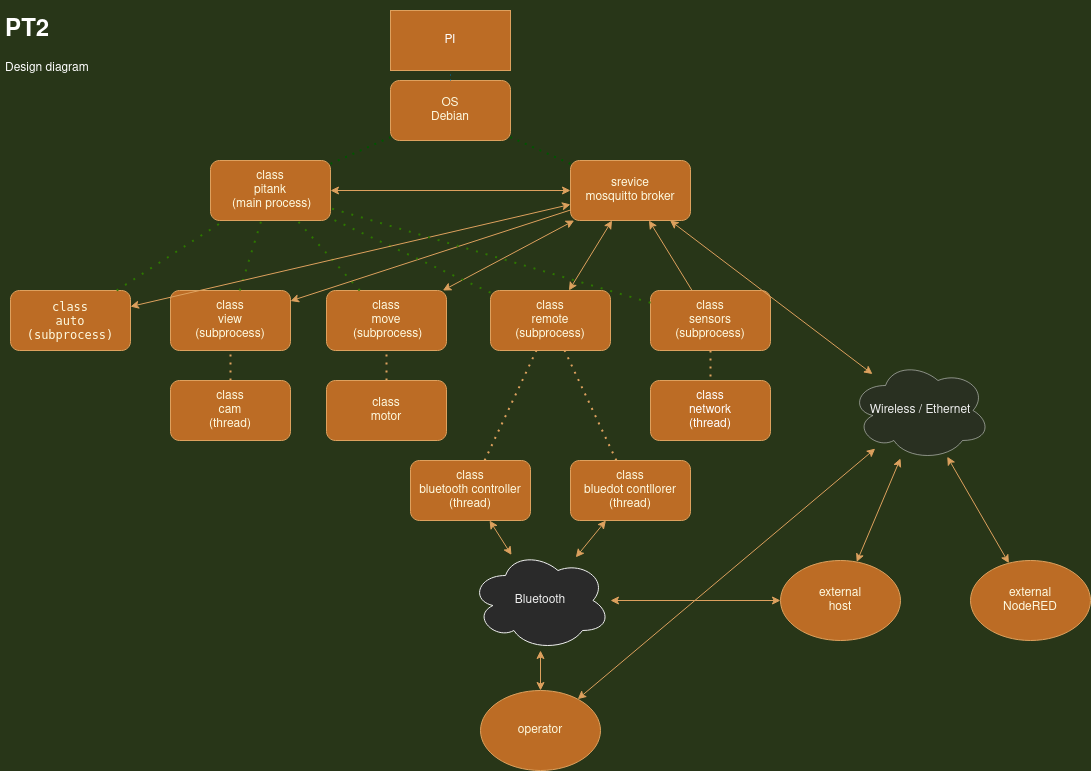 PT2
Design diagram
PI
OS
Debian
class
pitank
(main process)
srevice
mosquitto broker
class
auto
(subprocess)
class
view
(subprocess)
class
move
(subprocess)
class
remote
(subprocess)
class
sensors
(subprocess)
class
cam
(thread)
class
motor
class
network
(thread)
Wireless / Ethernet
class
bluetooth controller
(thread)
class
bluedot contllorer
(thread)
Bluetooth
external
host
external
NodeRED
operator